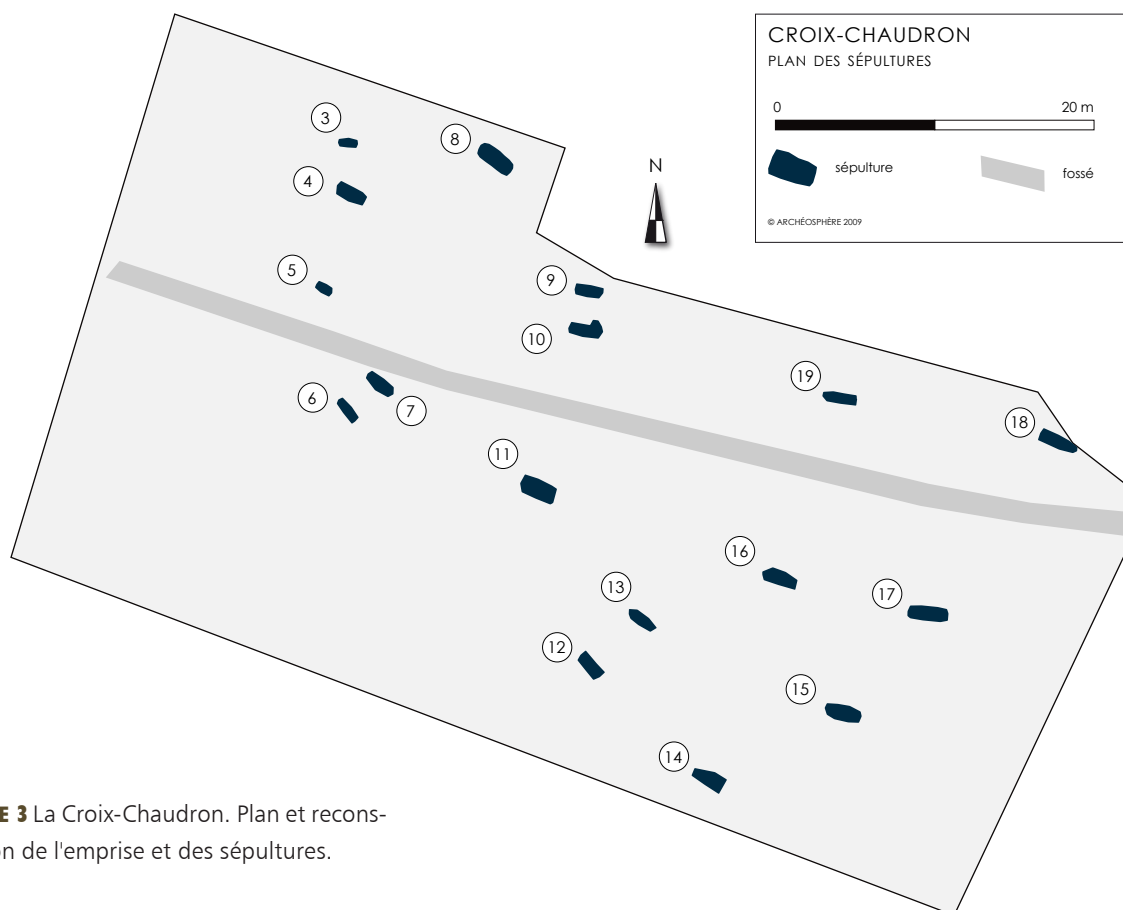 CROIX-CHAUDRON
PLAN DES SÉPULTURES
0 20 m
sépulture fossé
© ARCHÉOSPHÈRE 2009
3
8
4
N
5
9
10
19
6
7
18
11
16
13
17
12
15
14
3 La Croix-Chaudron. Plan et recons-
de l'emprise et des sépultures.